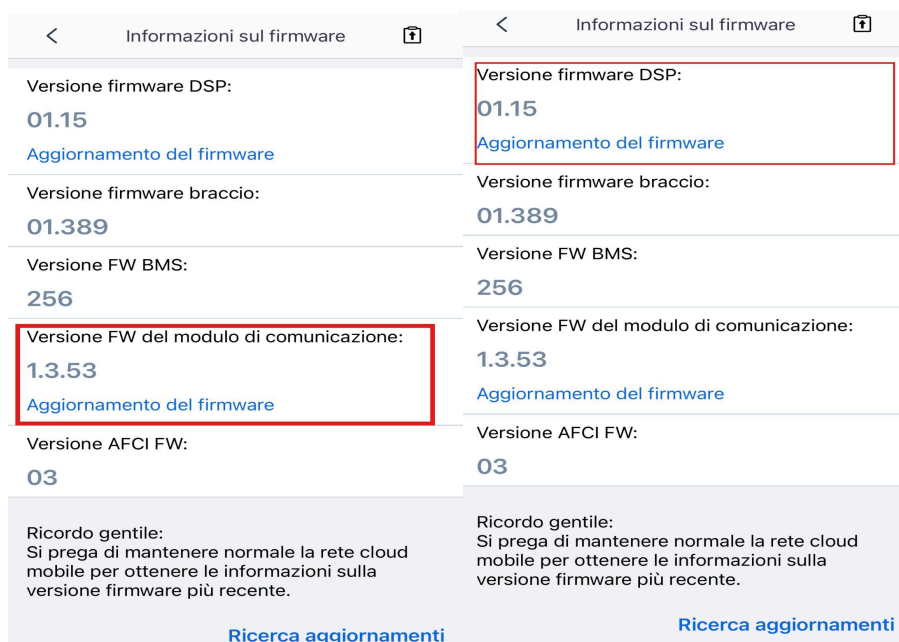 Informazioni sul firmware
Versione firmware DSP:
01.15
Aggiornamento del firmware
Versione firmware braccio:
01.389
Versione FW BMS:
256
Versione FW del modulo di comunicazione:
1.3.53
Aggiornamento del firmware
Versione AFCI FW:
03
Ricordo gentile:
Si prega di mantenere normale la rete cloud
mobile per ottenere le informazioni sulla
versione firmware più recente.
Ricerca aggiornamenti
Informazioni sul firmware
Versione firmware DSP:
01.15
Aggiornamento del firmware
Versione firmware braccio:
01.389
Versione FW BMS:
256
Versione FW del modulo di comunicazione:
1.3.53
Aggiornamento del firmware
Versione AFCI FW:
03
Ricordo gentile:
Si prega di mantenere normale la rete cloud
mobile per ottenere le informazioni sulla
versione firmware più recente.
Ricerca aggiornamenti